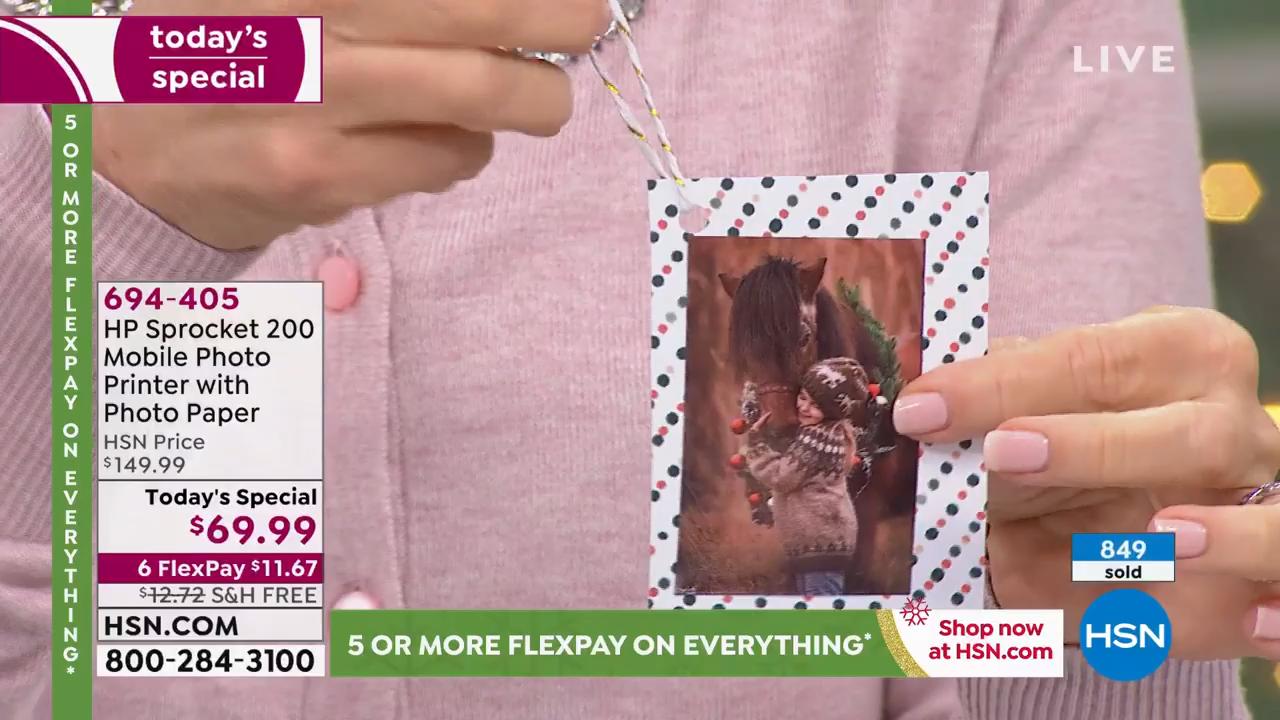 today's
special
LIVE
5 OR MORE FLEXPAY ON EVERYTHING*
694-405
HP Sprocket 200
Mobile Photo
Printer with
Photo Paper
HSN Price
$149.99
Today's Special
$69.99
6 FlexPay $11.67
$12.72 S&H FREE
HSN.COM
800-284-3100
5 OR MORE FLEXPAY ON EVERYTHING*
Shop now
at HSN.com
849
sold
HSN